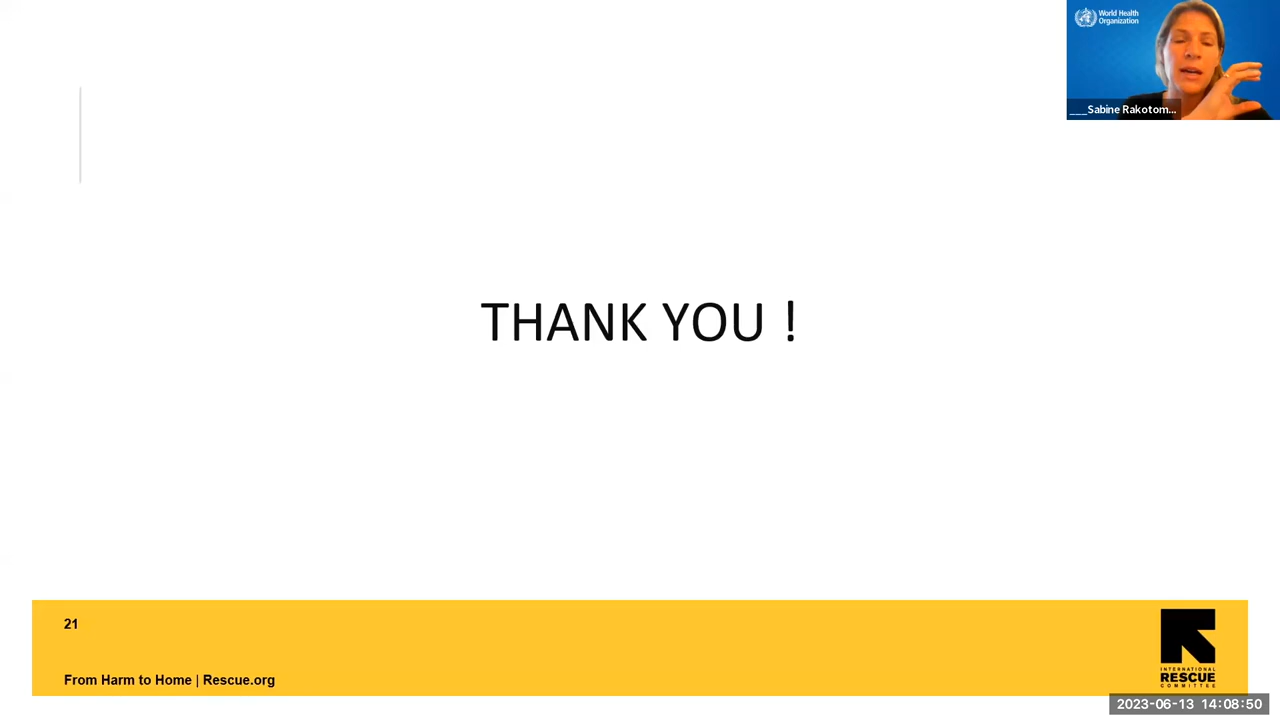 World Health
Organization
___Sabine Rakotom...
THANK YOU !
21
From Harm to Home | Rescue.org
INTERNATIONAL
RESCUE
COMMITTEE
2023-06-13 14:08:50